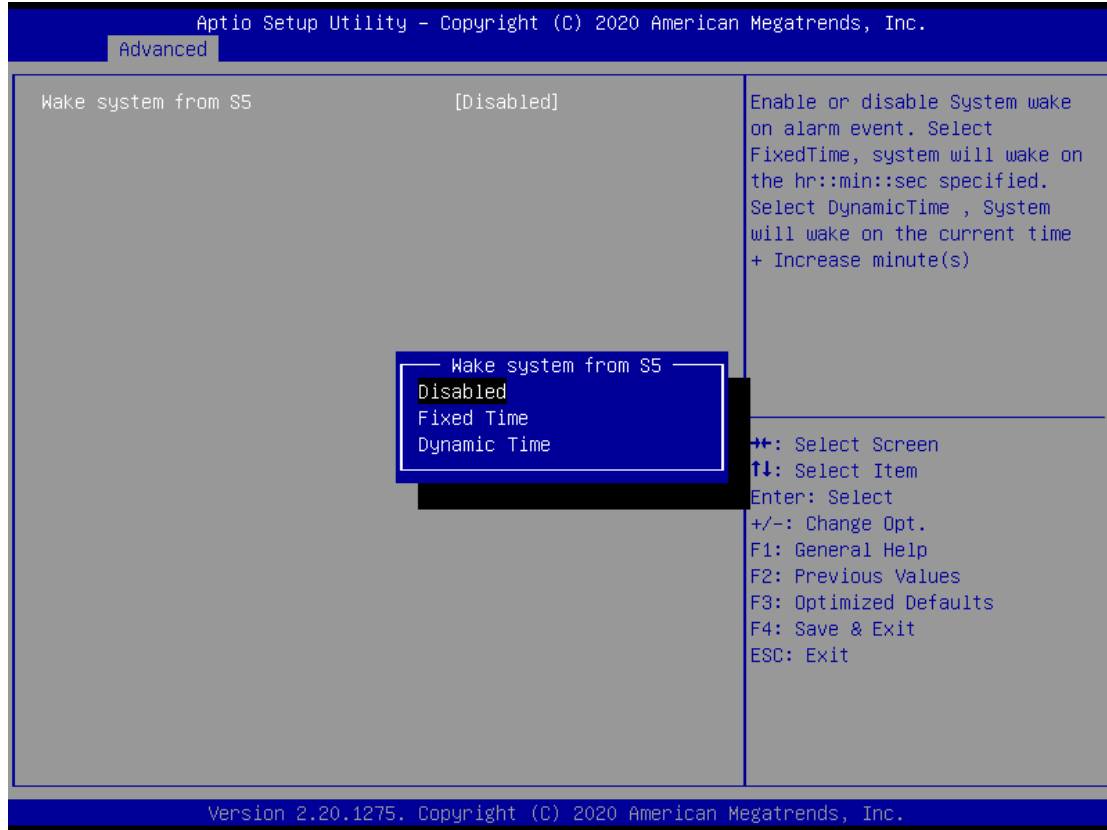 Aptio Setup Utility – Copyright (C) 2020 American Megatrends, Inc.
Advanced
Wake system from S5 [Disabled]
Enable or disable System wake
on alarm event. Select
FixedTime, system will wake on
the hr::min::sec specified.
Select DynamicTime , System
will wake on the current time
+ Increase minute(s)
Wake system from S5
Disabled
Fixed Time
Dynamic Time
→←: Select Screen
↑↓: Select Item
Enter: Select
+/-: Change Opt.
F1: General Help
F2: Previous Values
F3: Optimized Defaults
F4: Save & Exit
ESC: Exit
Version 2.20.1275. Copyright (C) 2020 American Megatrends, Inc.